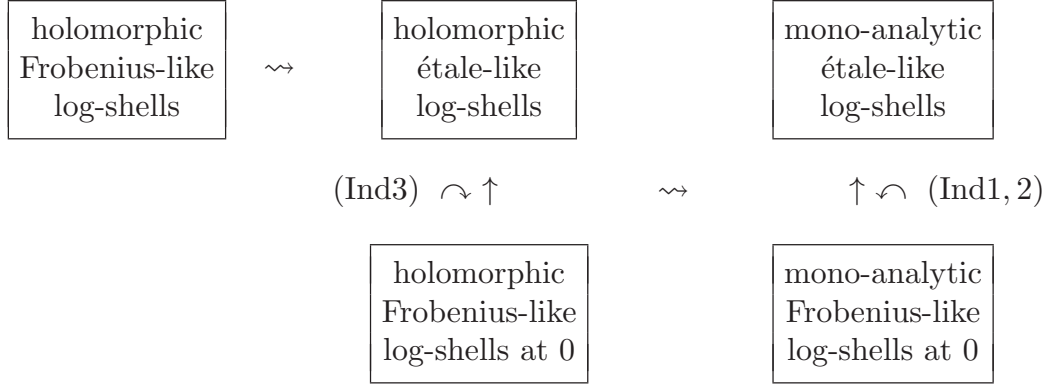 holomorphic
Frobenius-like
log-shells
⇝
holomorphic
étale-like
log-shells
mono-analytic
étale-like
log-shells
(Ind3) ↷ ↑
⇝
↑ ↶ (Ind1, 2)
holomorphic
Frobenius-like
log-shells at 0
mono-analytic
Frobenius-like
log-shells at 0